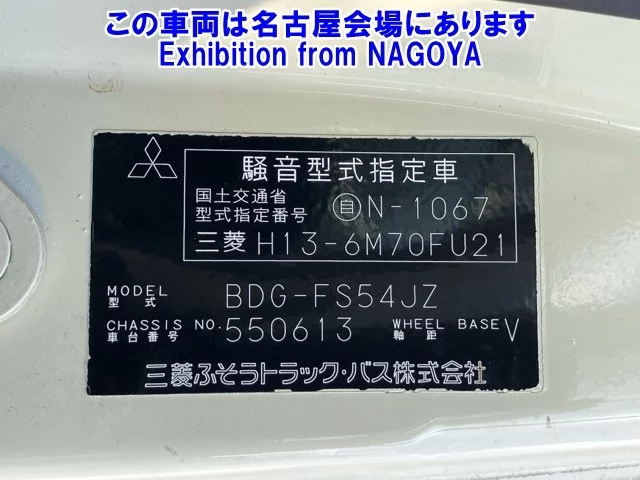 この車両は名古屋会場にあります
Exhibition from NAGOYA
騒音型式指定車
国土交通省
型式指定番号 自N-1067
三菱 H13-6M70FU21
MODEL
型式 BDG-FS54JZ
CHASSIS NO.
車台番号 550613 WHEEL BASE
軸距 V
三菱ふそうトラック・バス株式会社